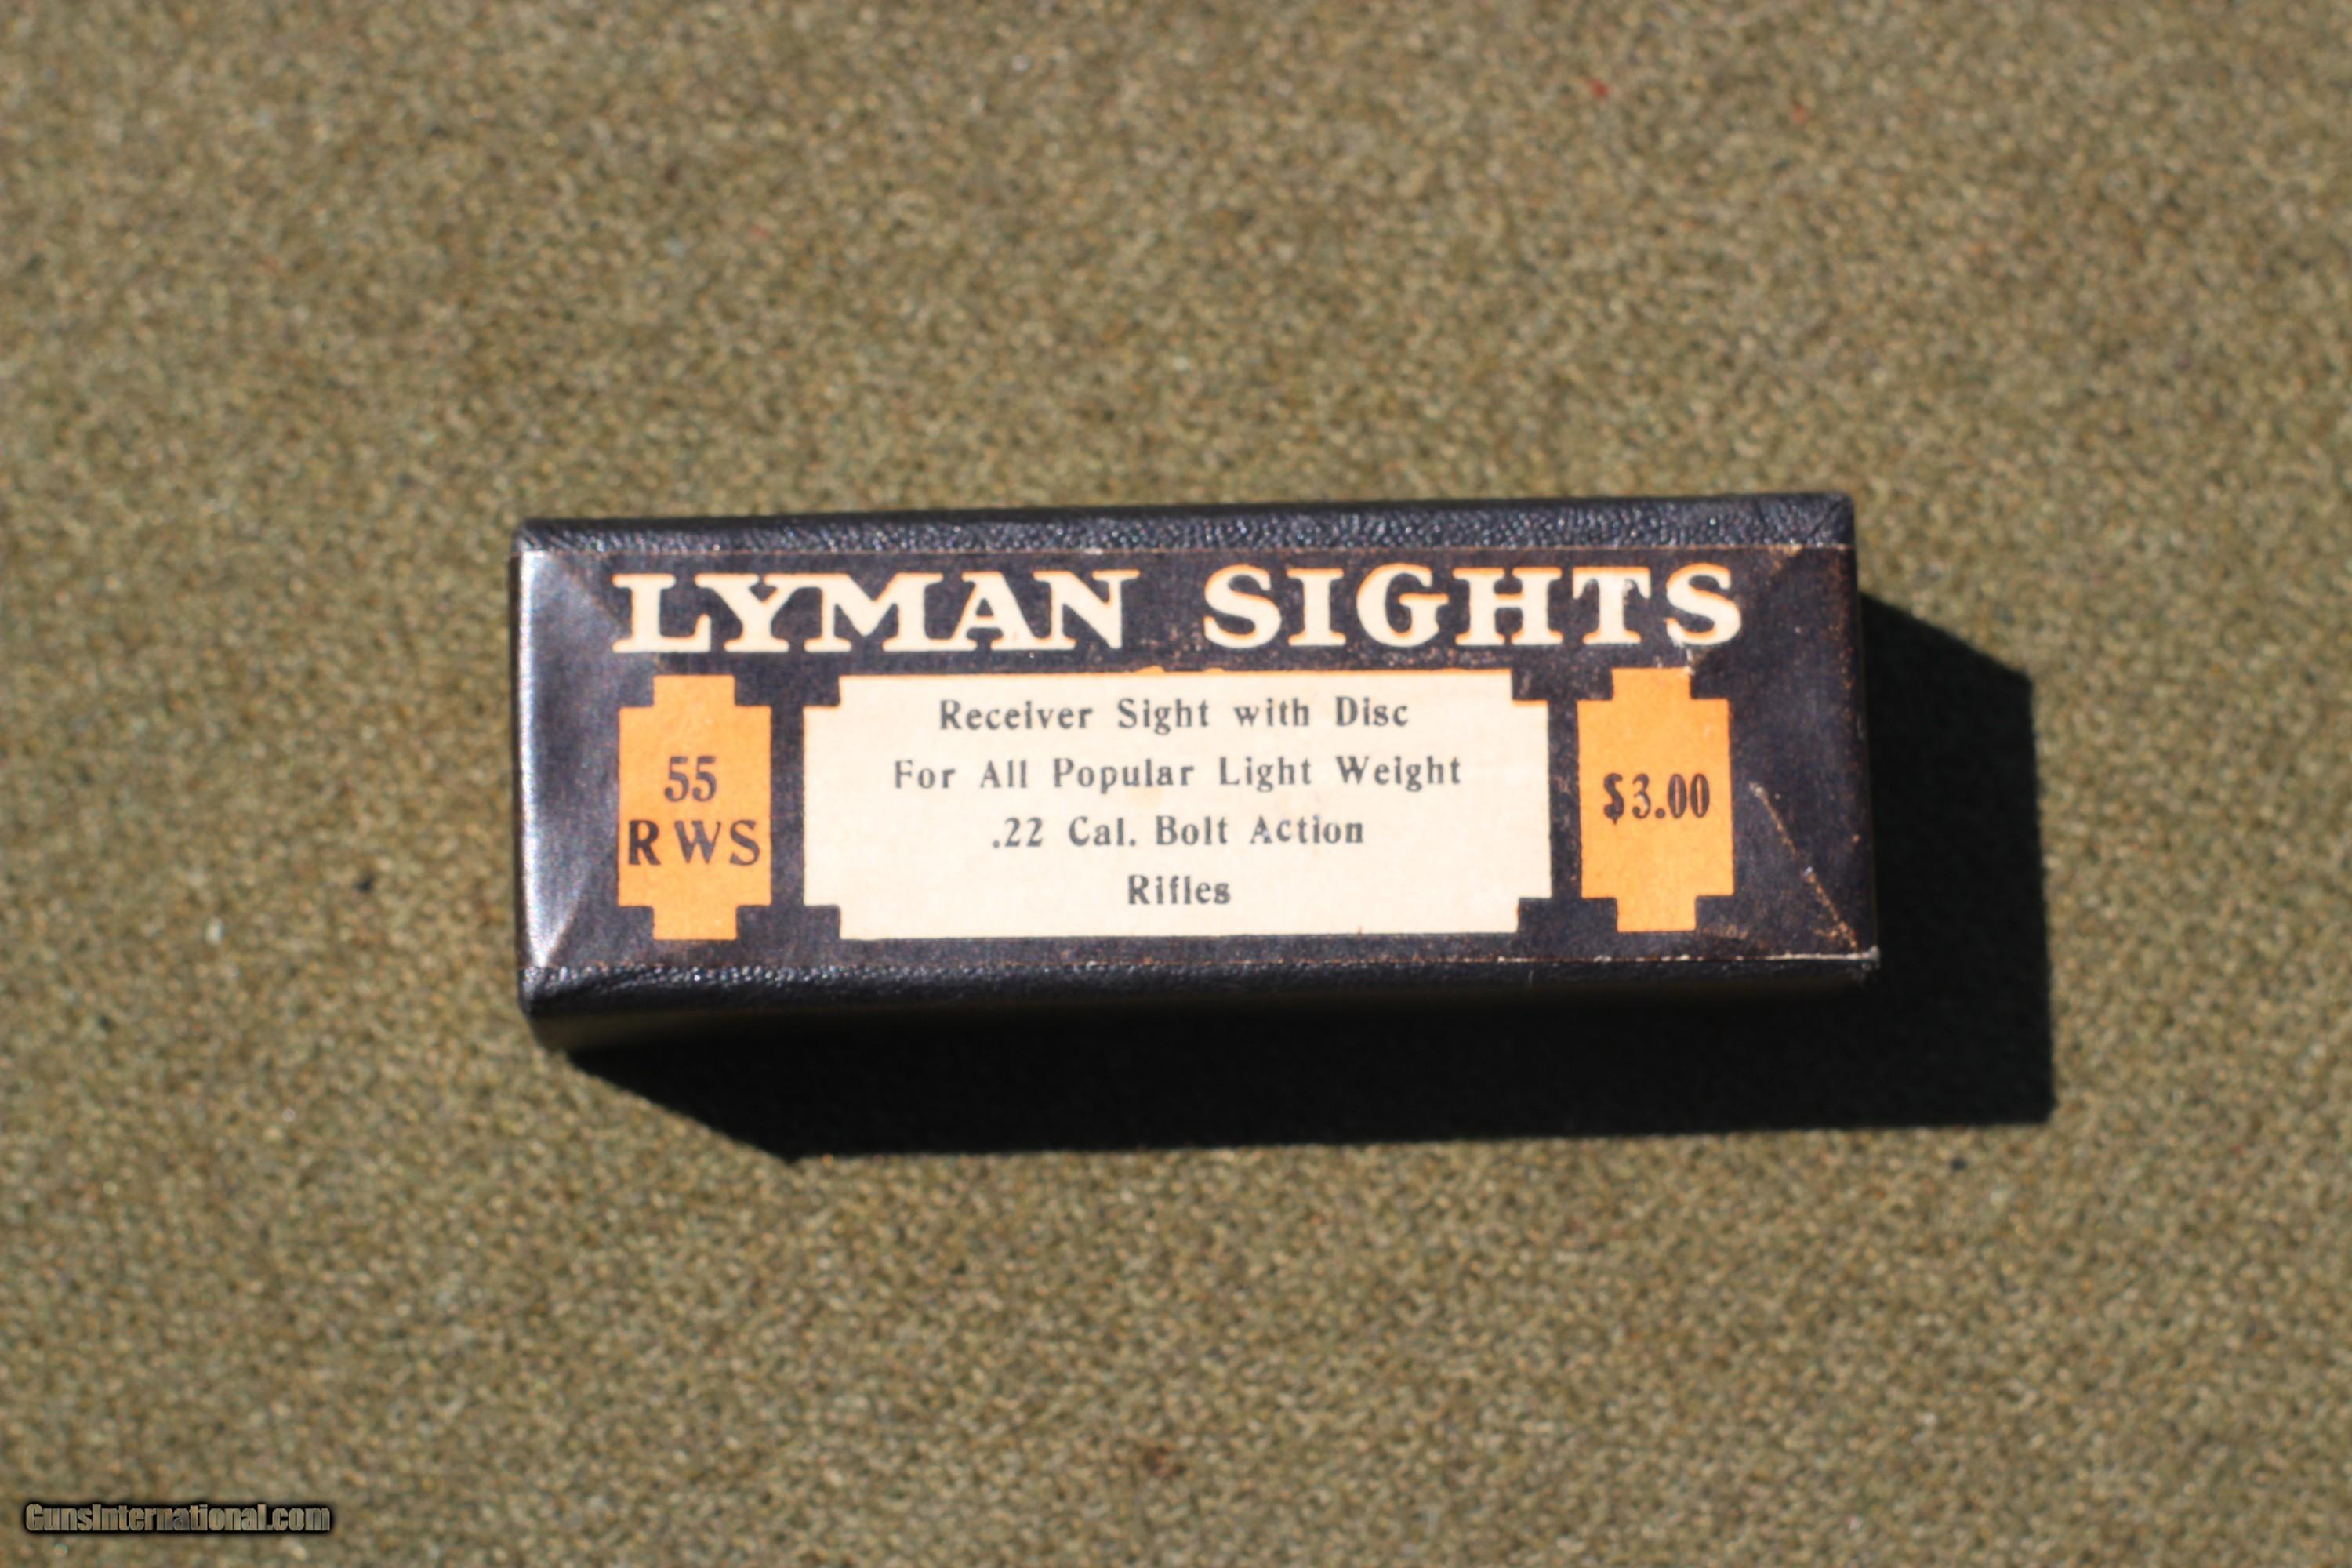 LYMAN SIGHTS
55
RWS
Receiver Sight with Disc
For All Popular Light Weight
.22 Cal. Bolt Action
Rifles
$3.00
GunsInternational.com